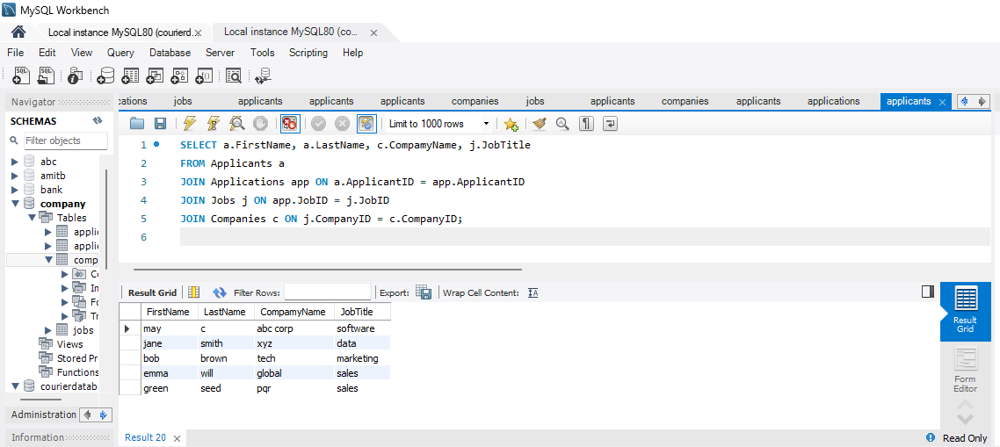 MySQL Workbench
Local instance MySQL80 (courierd... Local instance MySQL80 (co...
File Edit View Query Database Server Tools Scripting Help
Navigator
cations jobs applicants applicants applicants companies jobs applicants companies applicants applications applicants
SCHEMAS
Filter objects
abc
amitb
bank
company
Tables
appli
appli
comp
C
In
Fo
Tr
jobs
Views
Stored Pr
Functions
courierdatab
Administration
Information
Limit to 1000 rows
1 SELECT a.FirstName, a.LastName, c.CompamyName, j.JobTitle
2 FROM Applicants a
3 JOIN Applications app ON a.ApplicantID = app.ApplicantID
4 JOIN Jobs j ON app.JobID = j.JobID
5 JOIN Companies c ON j.CompanyID = c.CompanyID;
6
Result Grid Filter Rows: Export: Wrap Cell Content:
FirstName LastName CompamyName JobTitle
may c abc corp software
jane smith xyz data
bob brown tech marketing
emma will global sales
green seed pqr sales
Result
Grid
Form
Editor
Result 20
Read Only